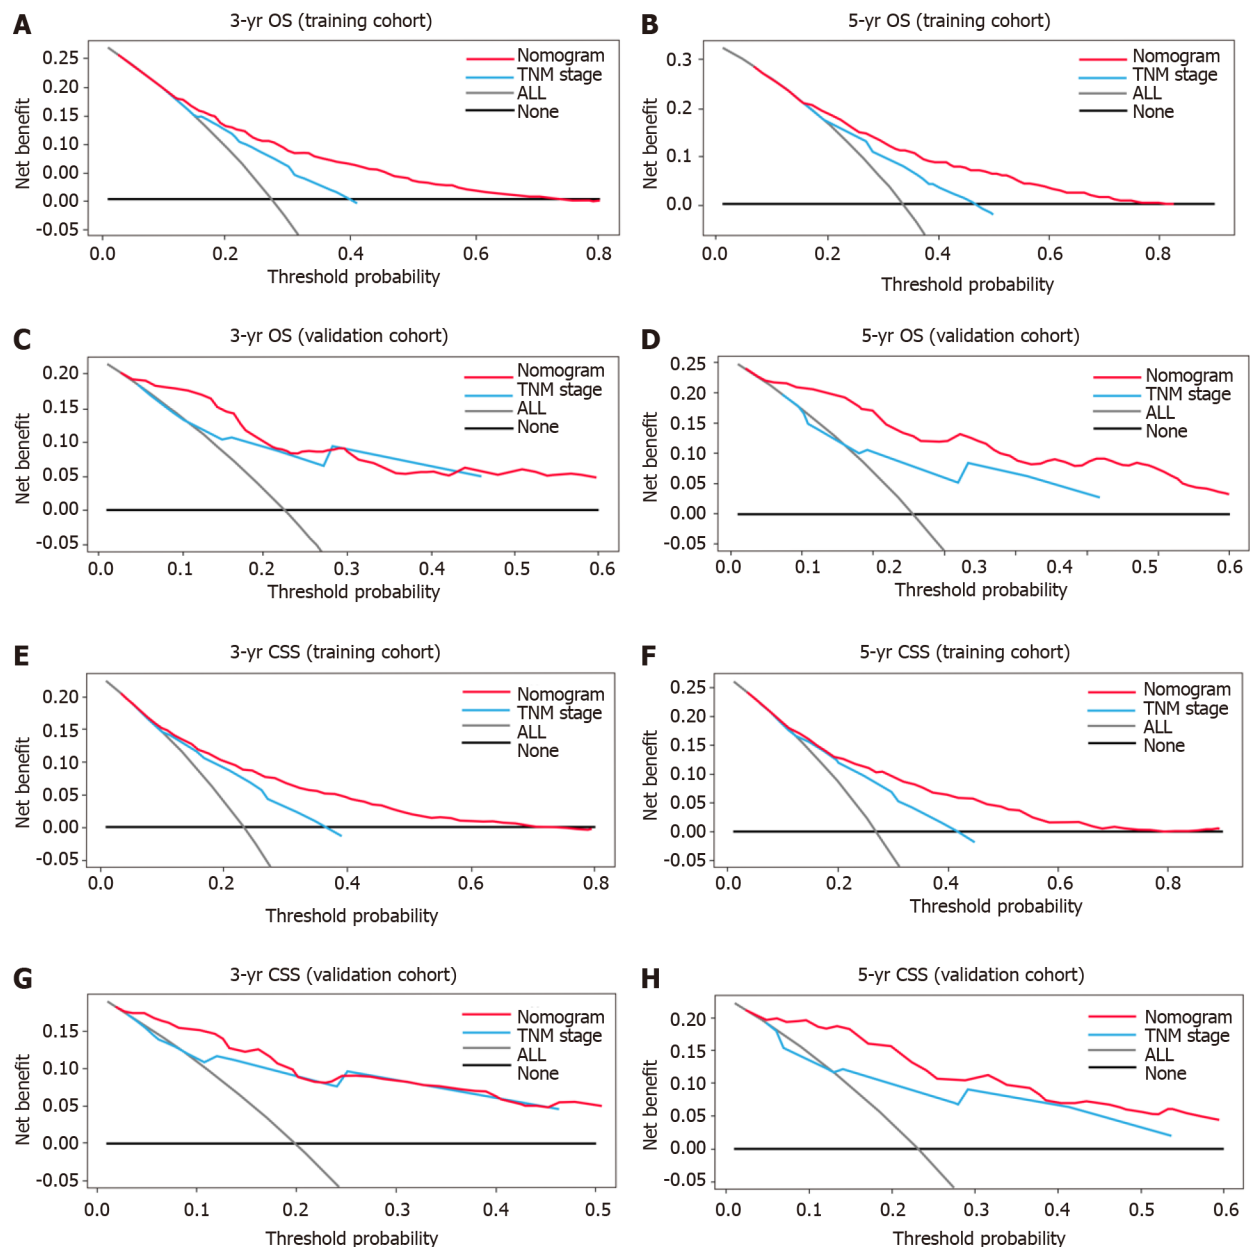 A
3-yr OS (training cohort)
Net benefit
0.25
0.20
0.15
0.10
0.00
0.00
-0.05
Nomogram
TNM stage
ALL
None
0.0 0.2 0.4 0.6 0.8
Threshold probability
B
5-yr OS (training cohort)
Net benefit
0.3
0.2
0.1
0.0
Nomogram
TNM stage
ALL
None
0.0 0.2 0.4 0.6 0.8
Threshold probability
C
3-yr OS (validation cohort)
Net benefit
0.20
0.15
0.10
0.05
0.00
-0.05
Nomogram
TNM stage
ALL
None
0.0 0.1 0.2 0.3 0.4 0.5 0.6
Threshold probability
D
5-yr OS (validation cohort)
Net benefit
0.25
0.20
0.15
0.10
0.05
0.00
-0.05
Nomogram
TNM stage
ALL
None
0.0 0.1 0.2 0.3 0.4 0.5 0.6
Threshold probability
E
3-yr CSS (training cohort)
Net benefit
0.20
0.15
0.10
0.05
0.00
-0.05
Nomogram
TNM stage
ALL
None
0.0 0.2 0.4 0.6 0.8
Threshold probability
F
5-yr CSS (training cohort)
Net benefit
0.25
0.20
0.15
0.10
0.05
0.00
-0.05
Nomogram
TNM stage
ALL
None
0.0 0.2 0.4 0.6 0.8
Threshold probability
G
3-yr CSS (validation cohort)
Net benefit
0.15
0.10
0.05
0.00
-0.05
Nomogram
TNM stage
ALL
None
0.0 0.1 0.2 0.3 0.4 0.5
Threshold probability
H
5-yr CSS (validation cohort)
Net benefit
0.20
0.15
0.10
0.05
0.00
-0.05
Nomogram
TNM stage
ALL
None
0.0 0.1 0.2 0.3 0.4 0.5 0.6
Threshold probability